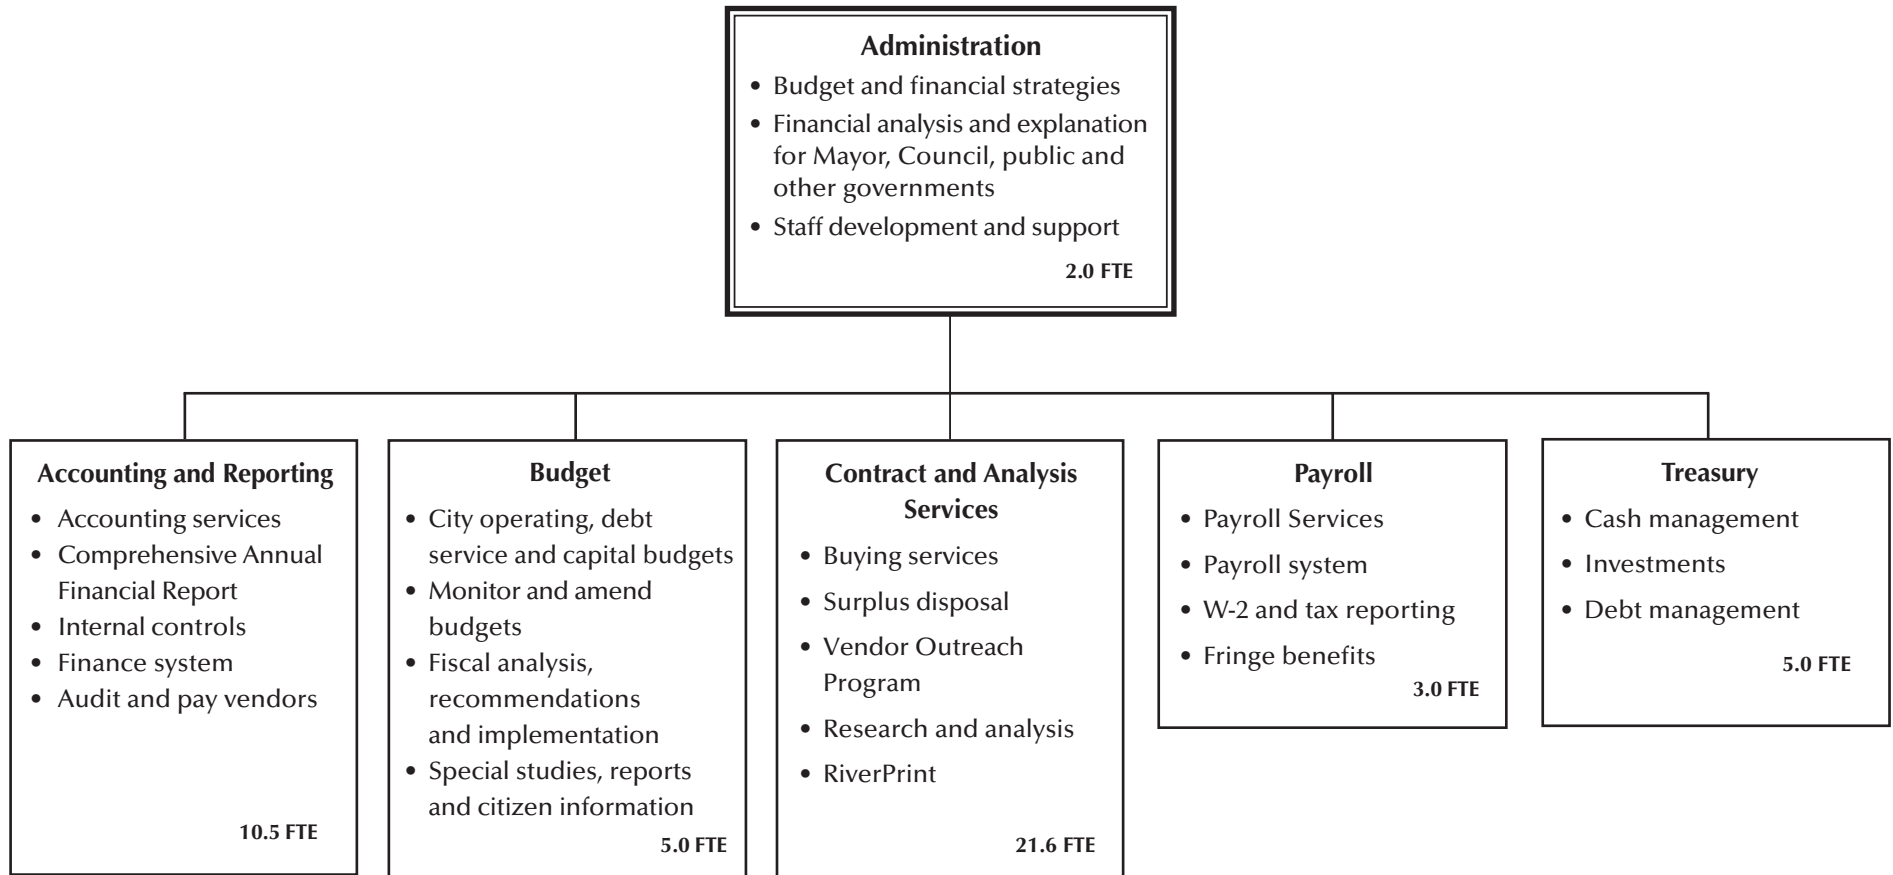 Administration
• Budget and financial strategies
• Financial analysis and explanation
for Mayor, Council, public and
other governments
• Staff development and support
2.0 FTE
Accounting and Reporting
• Accounting services
• Comprehensive Annual
Financial Report
• Internal controls
• Finance system
• Audit and pay vendors
10.5 FTE
Budget
• City operating, debt
service and capital budgets
• Monitor and amend
budgets
• Fiscal analysis,
recommendations
and implementation
• Special studies, reports
and citizen information
5.0 FTE
Contract and Analysis
Services
• Buying services
• Surplus disposal
• Vendor Outreach
Program
• Research and analysis
• RiverPrint
21.6 FTE
Payroll
• Payroll Services
• Payroll system
• W-2 and tax reporting
• Fringe benefits
3.0 FTE
Treasury
• Cash management
• Investments
• Debt management
5.0 FTE